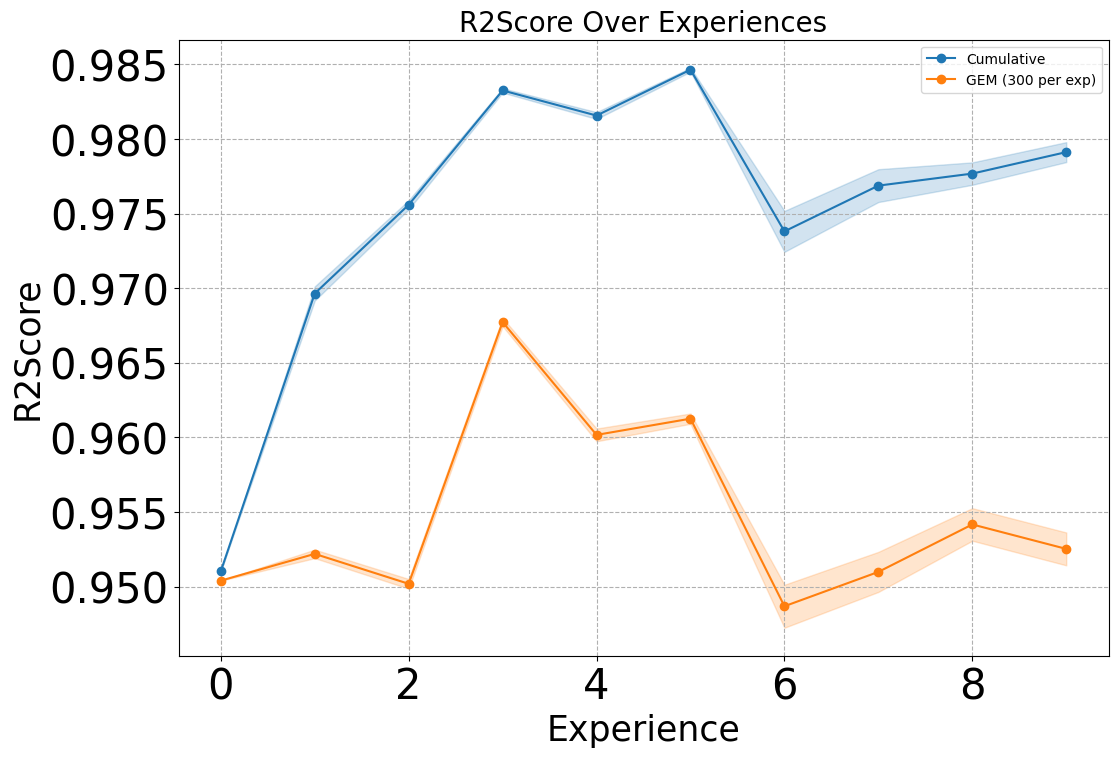 R2Score Over Experiences
Cumulative
GEM (300 per exp)
0.985
0.980
0.975
0.970
0.965
0.960
0.955
0.950
R2Score
0 2 4 6 8
Experience